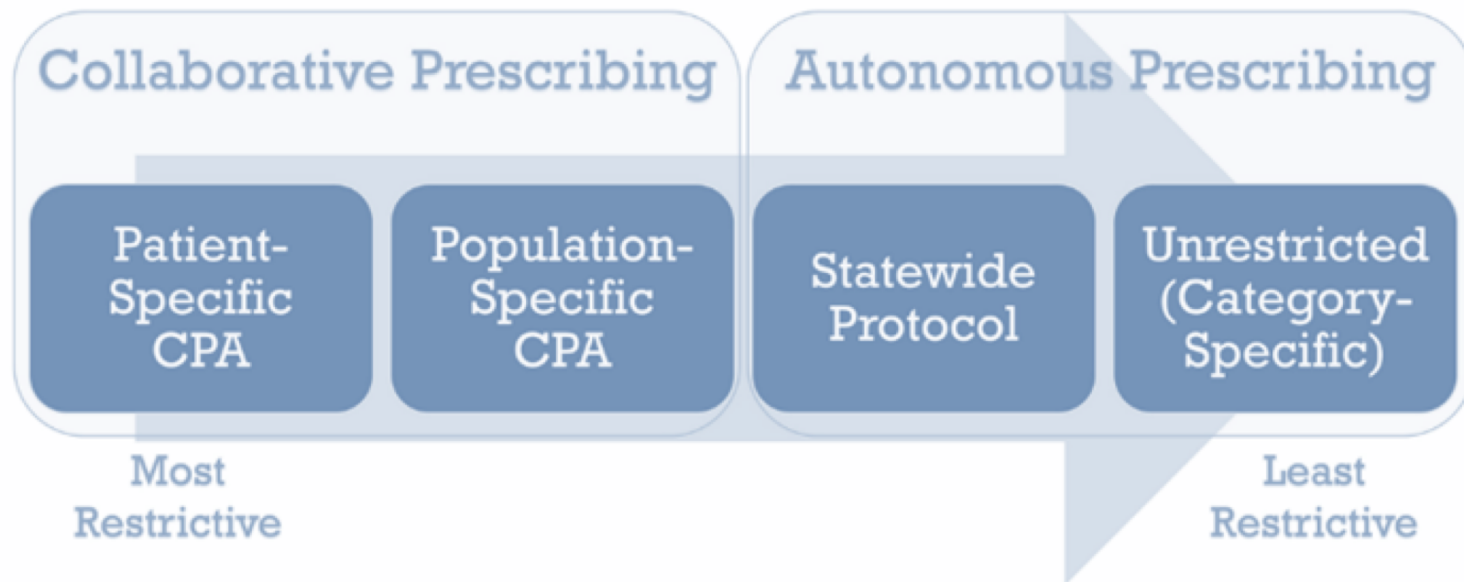 Collaborative Prescribing
Autonomous Prescribing
Patient-
Specific
CPA
Population-
Specific
CPA
Statewide
Protocol
Unrestricted
(Category-
Specific)
Most
Restrictive
Least
Restrictive